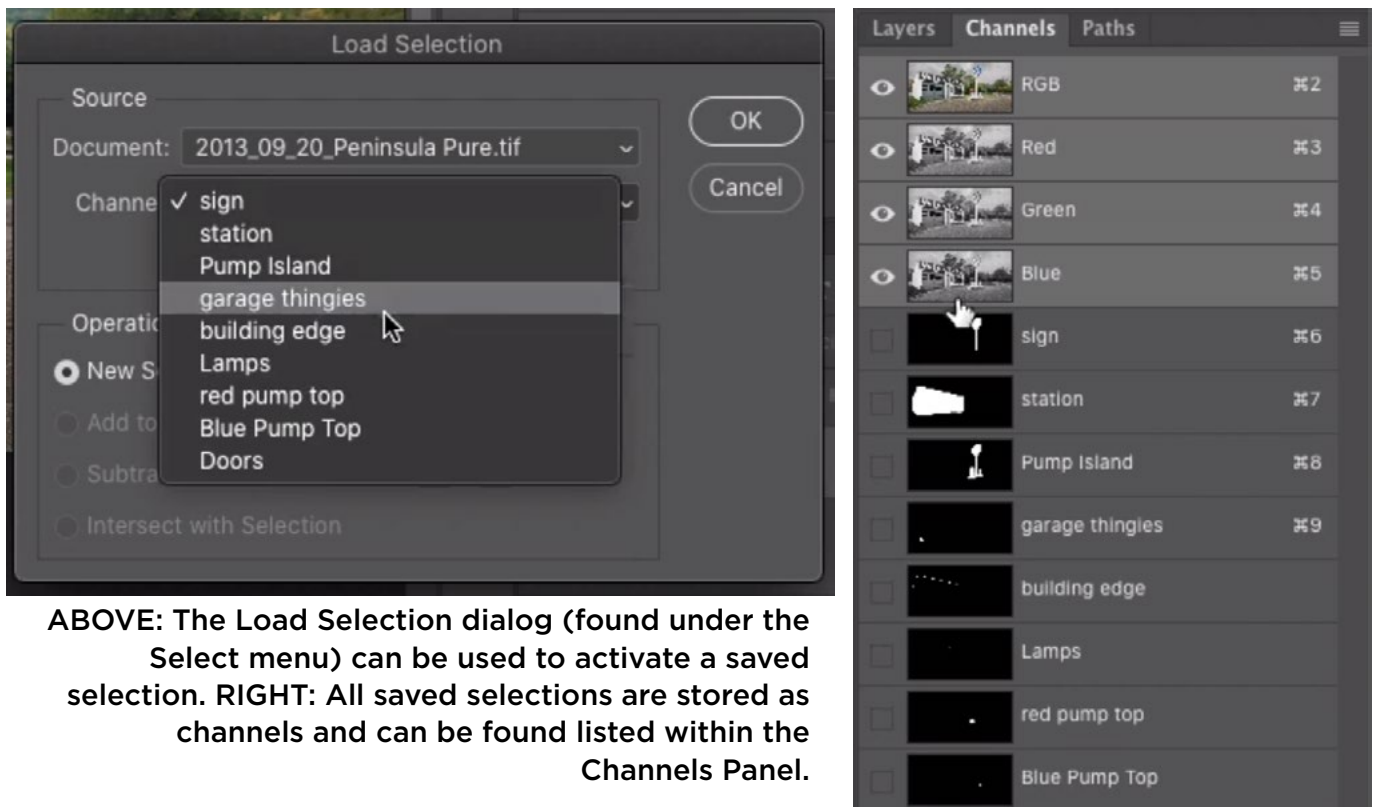 Load Selection
Source
Document: 2013_09_20_Peninsula Pure.tif
OK
Channe
✓ sign
Cancel
station
Pump Island
garage thingies
Operatio
building edge
New S
Lamps
red pump top
Add to
Blue Pump Top
Subtra
Doors
Intersect with Selection
ABOVE: The Load Selection dialog (found under the
Select menu) can be used to activate a saved
selection. RIGHT: All saved selections are stored as
channels and can be found listed within the
Channels Panel.
Layers Channels Paths
RGB ⌘2
Red ⌘3
Green ⌘4
Blue ⌘5
sign ⌘6
station ⌘7
Pump Island ⌘8
garage thingies ⌘9
building edge
Lamps
red pump top
Blue Pump Top